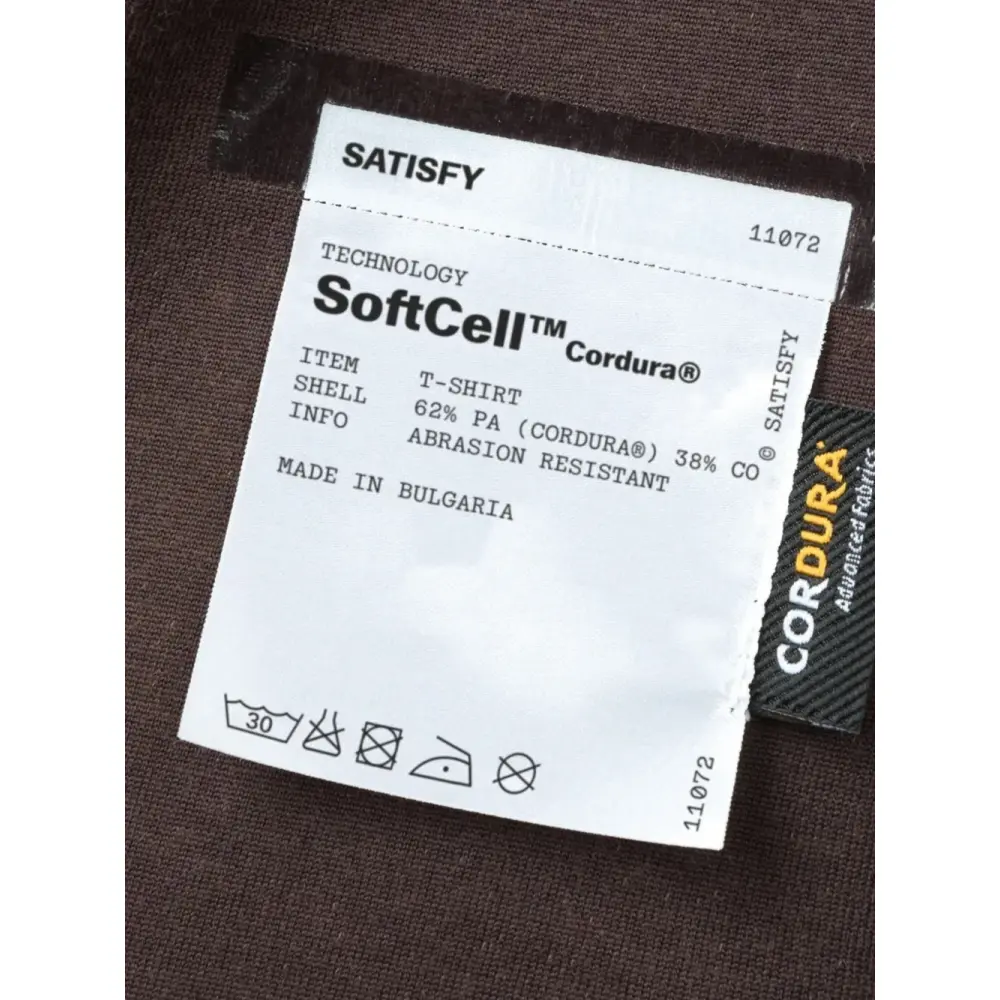 SATISFY
11072
TECHNOLOGY
SoftCell™ Cordura®
ITEM T-SHIRT
SHELL 62% PA (CORDURA®) 38% CO
INFO ABRASION RESISTANT
MADE IN BULGARIA
© SATISFY
30
11072
CORDURA
Advanced Fabrics